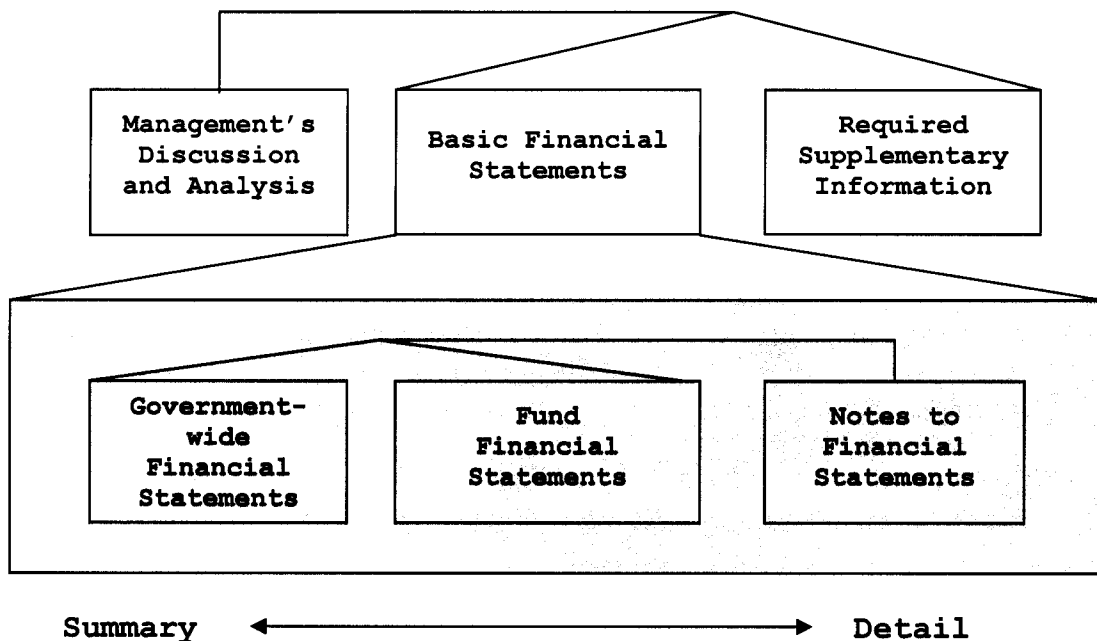 Management's
Discussion
and Analysis
Basic Financial
Statements
Required
Supplementary
Information
Government-
wide
Financial
Statements
Fund
Financial
Statements
Notes to
Financial
Statements
Summary
Detail